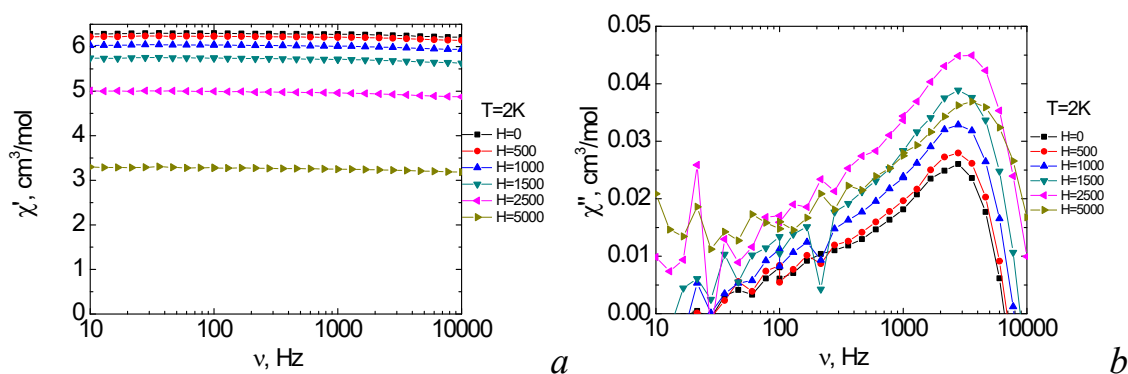 χ', cm³/mol
6
5
4
3
2
1
0
10
100
1000
10000
ν, Hz
T=2K
H=0
H=500
H=1000
H=1500
H=2500
H=5000
a
χ'', cm³/mol
0.05
0.04
0.03
0.02
0.01
0.00
10
100
1000
10000
ν, Hz
T=2K
H=0
H=500
H=1000
H=1500
H=2500
H=5000
b